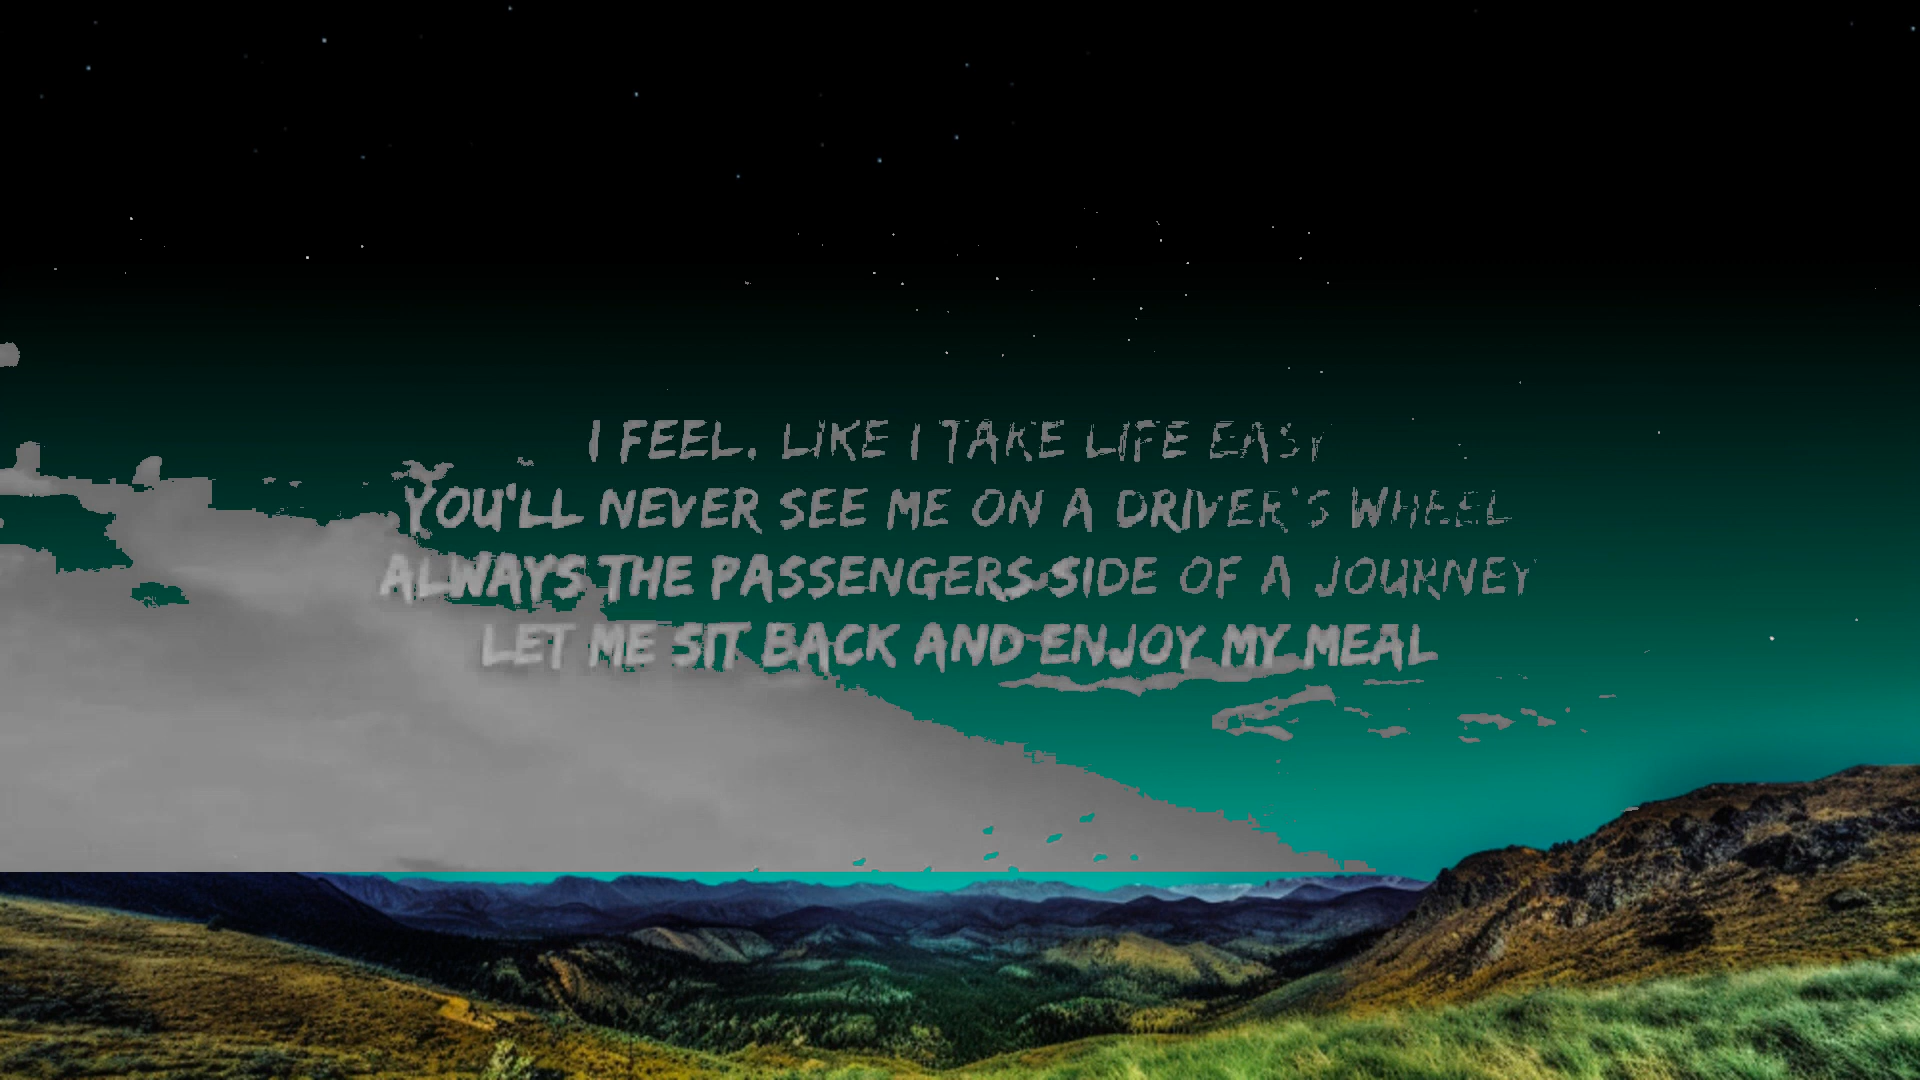 I FEEL. LIKE I TAKE LIFE EASY
YOU'LL NEVER SEE ME ON A DRIVER'S WHEEL
ALWAYS THE PASSENGERS SIDE OF A JOURNEY
LET ME SIT BACK AND ENJOY MY MEAL